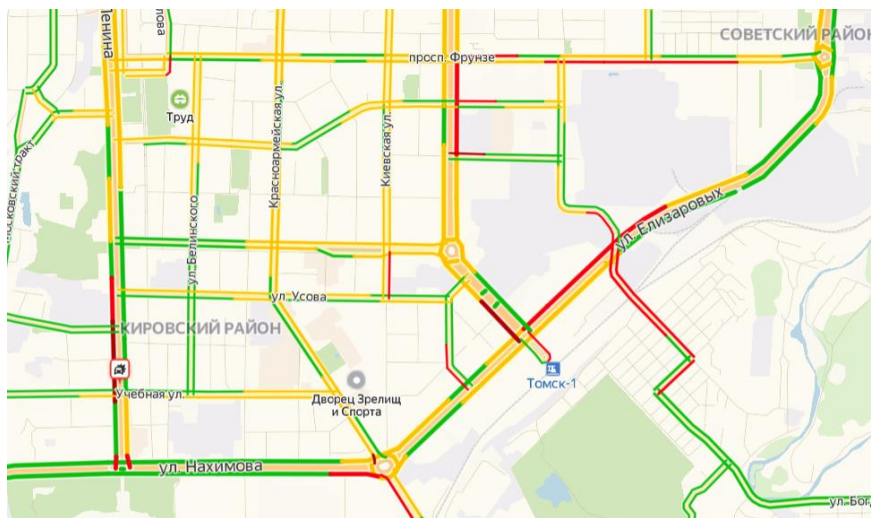 Ленина
просп. Фрунзе
СОВЕТСКИЙ РАЙОН
Труд
Красноармейская ул.
Киевская ул.
ул. Белинского
ул. Елизаровых
ул. Усова
КИРОВСКИЙ РАЙОН
Учебная ул.
Дворец Зрелищ
и Спорта
Томск-1
ул. Нахимова